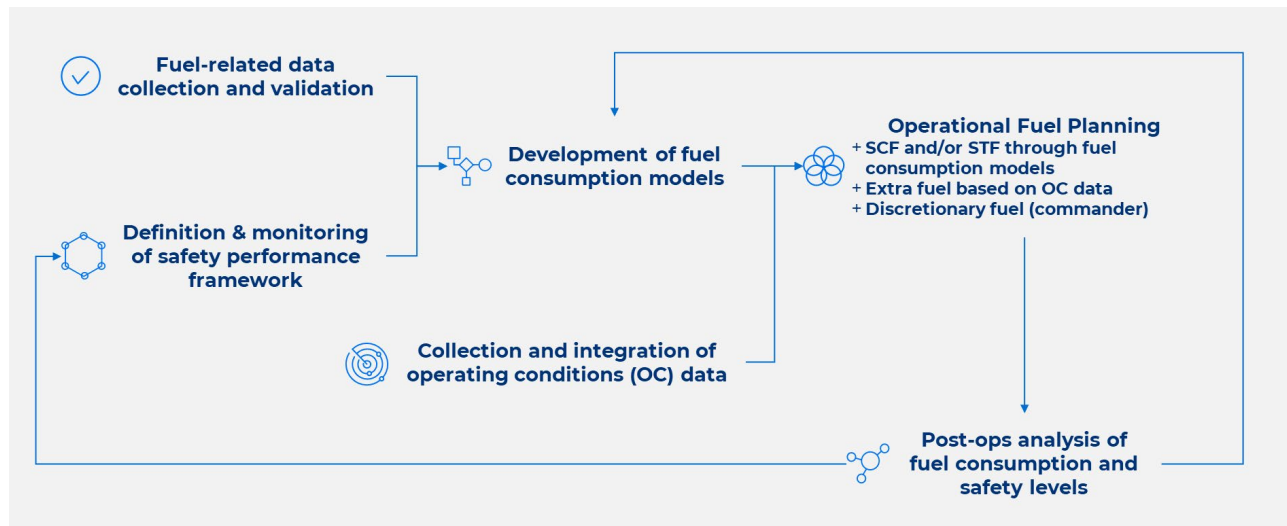 Fuel-related data
collection and validation
Definition & monitoring
of safety performance
framework
Development of fuel
consumption models
Collection and integration of
operating conditions (OC) data
Operational Fuel Planning
+ SCF and/or STF through fuel
consumption models
+ Extra fuel based on OC data
+ Discretionary fuel (commander)
Post-ops analysis of
fuel consumption and
safety levels